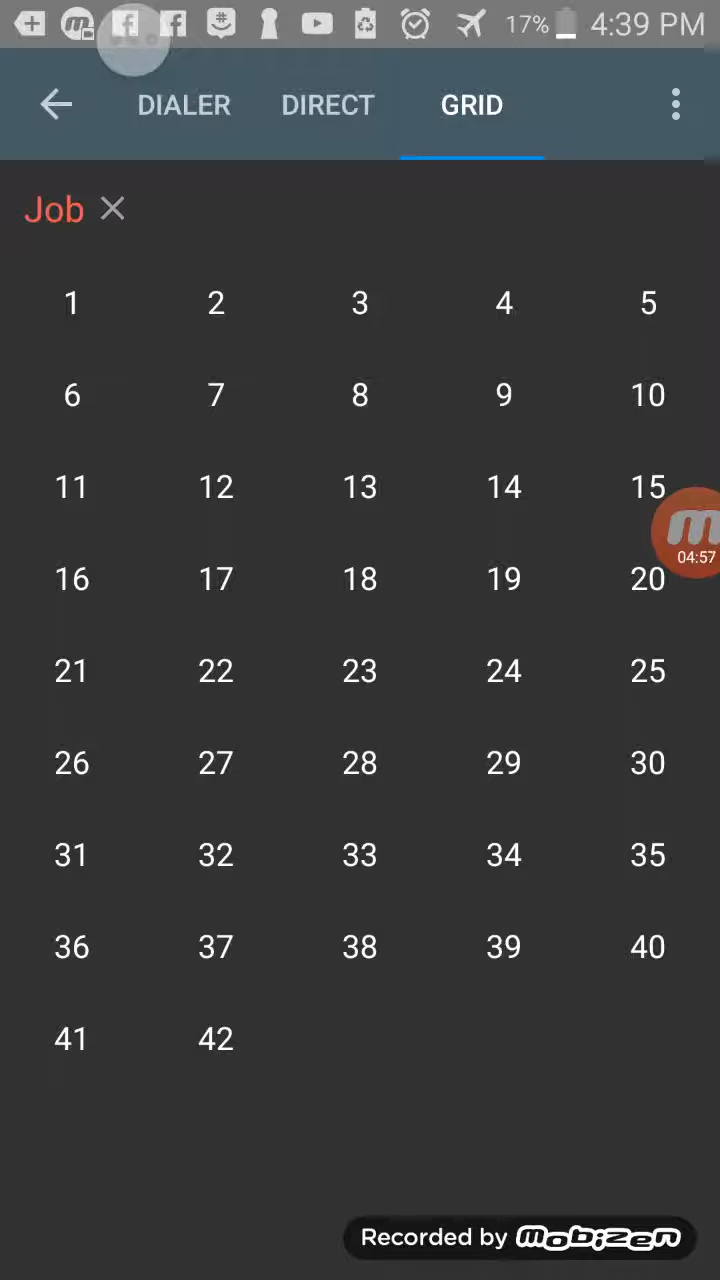 17% 4:39 PM
DIALER DIRECT GRID
Job
1 2 3 4 5
6 7 8 9 10
11 12 13 14 15
m
04:57
16 17 18 19 20
21 22 23 24 25
26 27 28 29 30
31 32 33 34 35
36 37 38 39 40
41 42
Recorded by mobizen